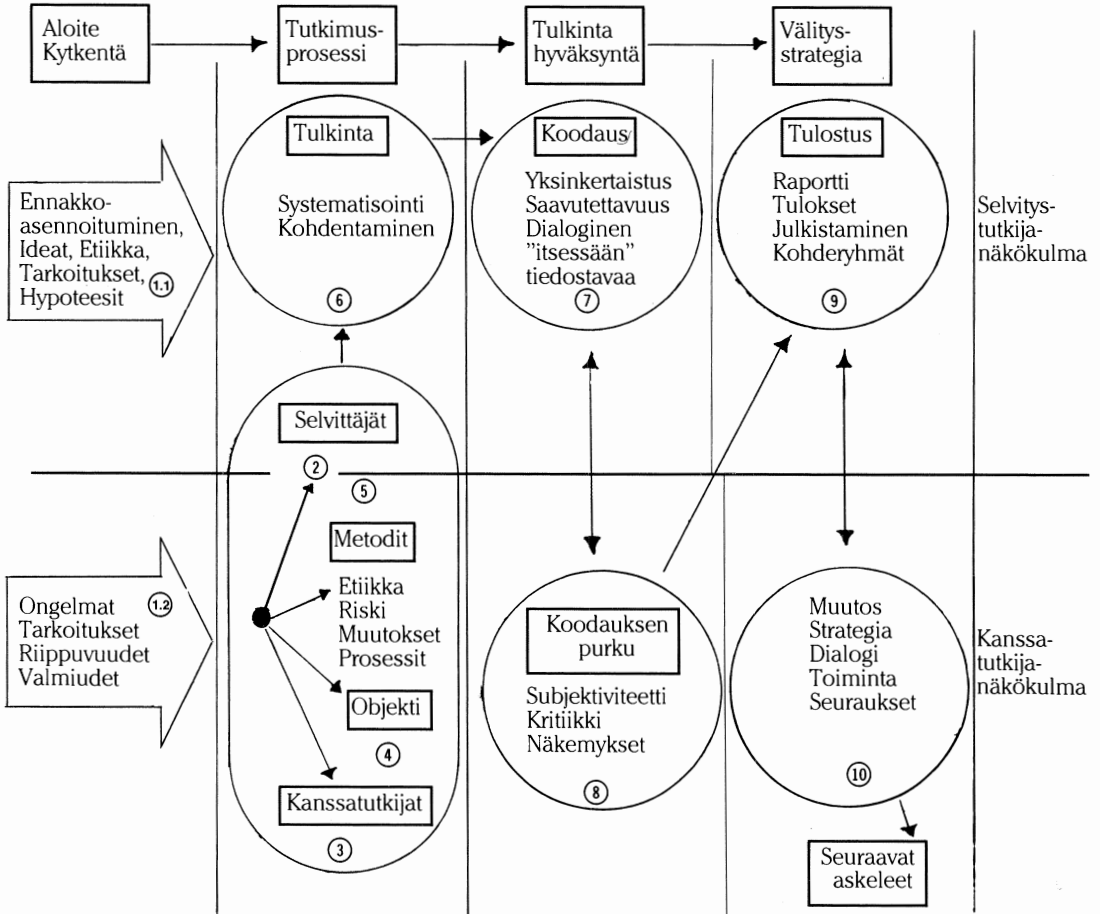 Aloite
Kytkentä
Tutkimus-
prosessi
Tulkinta
hyväksyntä
Välitys-
strategia
Ennakko-
asennoituminen,
Ideat, Etiikka,
Tarkoitukset,
Hypoteesit
1.1
Tulkinta
Systematisointi
Kohdentaminen
6
Koodaus
Yksinkertaistus
Saavutettavuus
Dialoginen
"itsessään"
tiedostavaa
7
Tulostus
Raportti
Tulokset
Julkistaminen
Kohderyhmät
9
Selvitys-
tutkija-
näkökulma
Selvittäjät
2
5
Metodit
Etiikka
Riski
Muutokset
Prosessit
Objekti
4
Kanssatutkijat
3
Ongelmat
1.2
Tarkoitukset
Riippuvuudet
Valmiudet
Koodauksen
purku
Subjektiviteetti
Kritiikki
Näkemykset
8
Muutos
Strategia
Dialogi
Toiminta
Seuraukset
10
Kanssa-
tutkija-
näkökulma
Seuraavat
askeleet